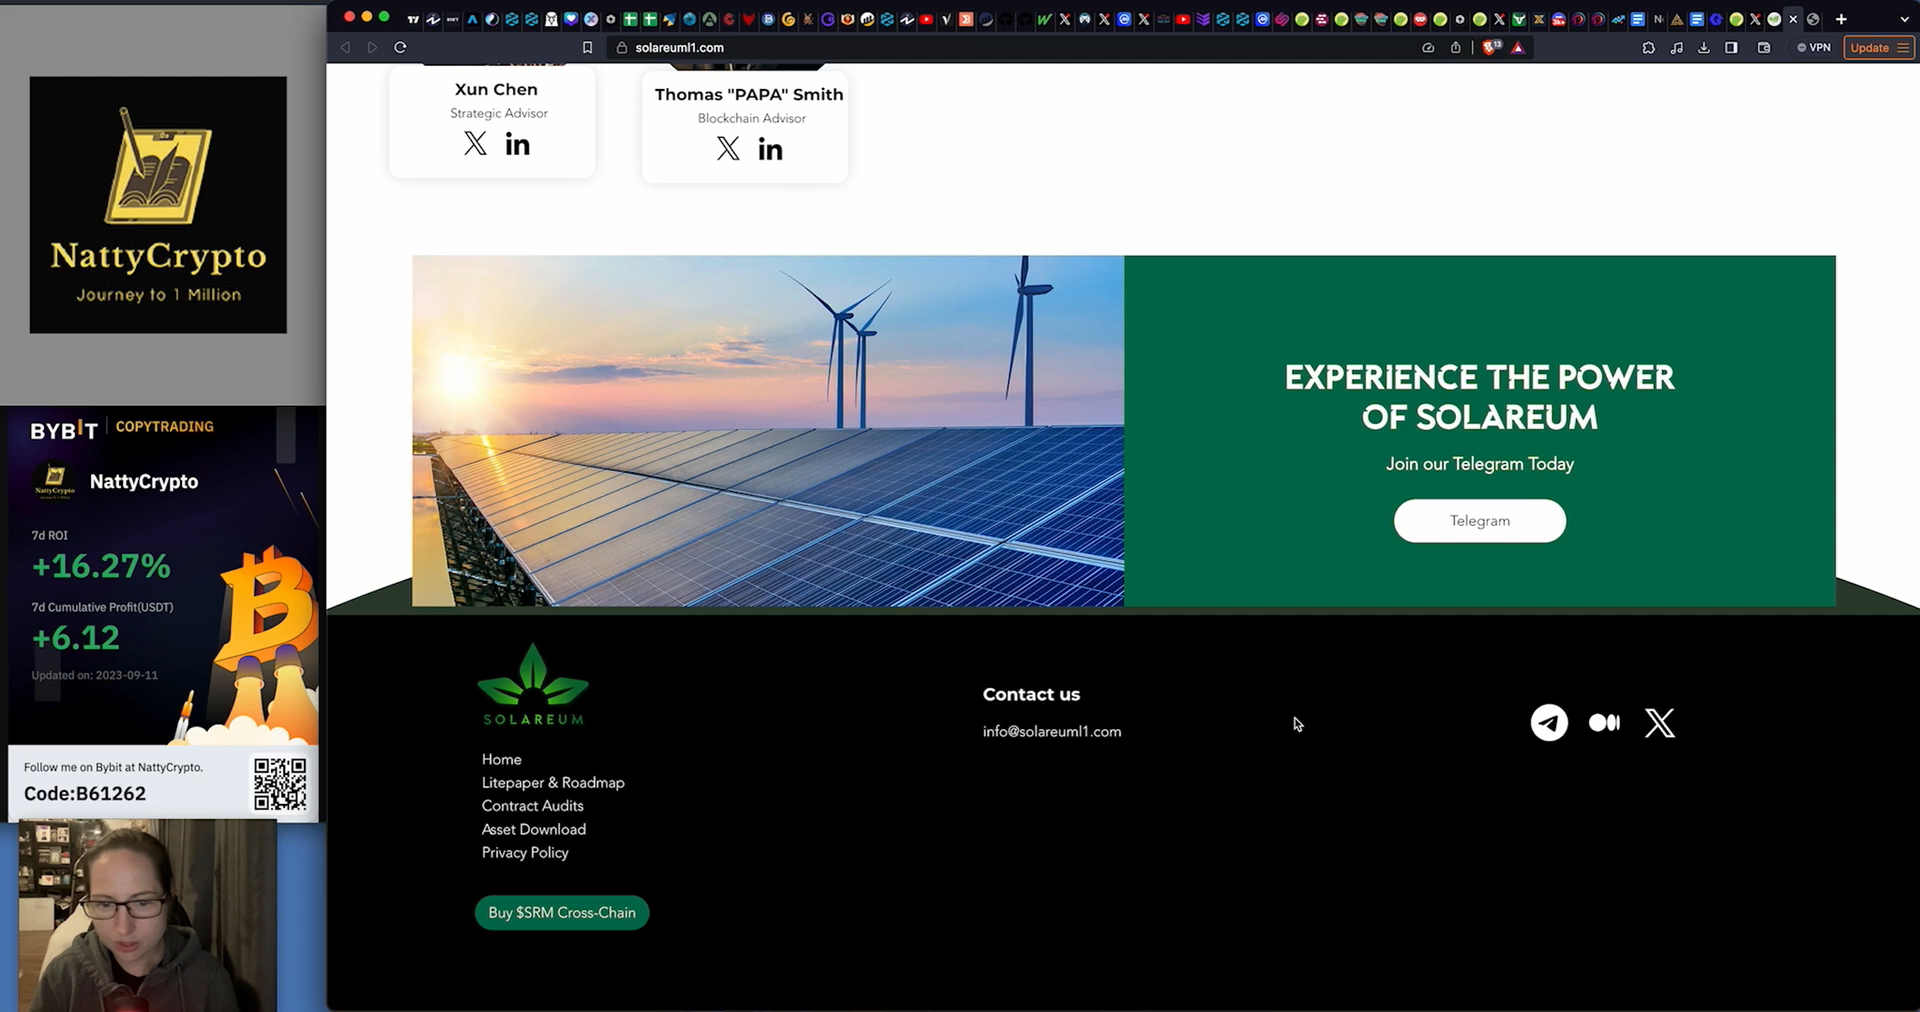 NattyCrypto
Journey to 1 Million
BYBIT | COPYTRADING
NattyCrypto
7d ROI
+16.27%
7d Cumulative Profit(USDT)
+6.12
Updated on: 2023-09-11
Follow me on Bybit at NattyCrypto.
Code:B61262
solareuml1.com
VPN
Update
Xun Chen
Strategic Advisor
Thomas "PAPA" Smith
Blockchain Advisor
EXPERIENCE THE POWER
OF SOLAREUM
Join our Telegram Today
Telegram
SOLAREUM
Home
Litepaper & Roadmap
Contract Audits
Asset Download
Privacy Policy
Buy $SRM Cross-Chain
Contact us
info@solareuml1.com